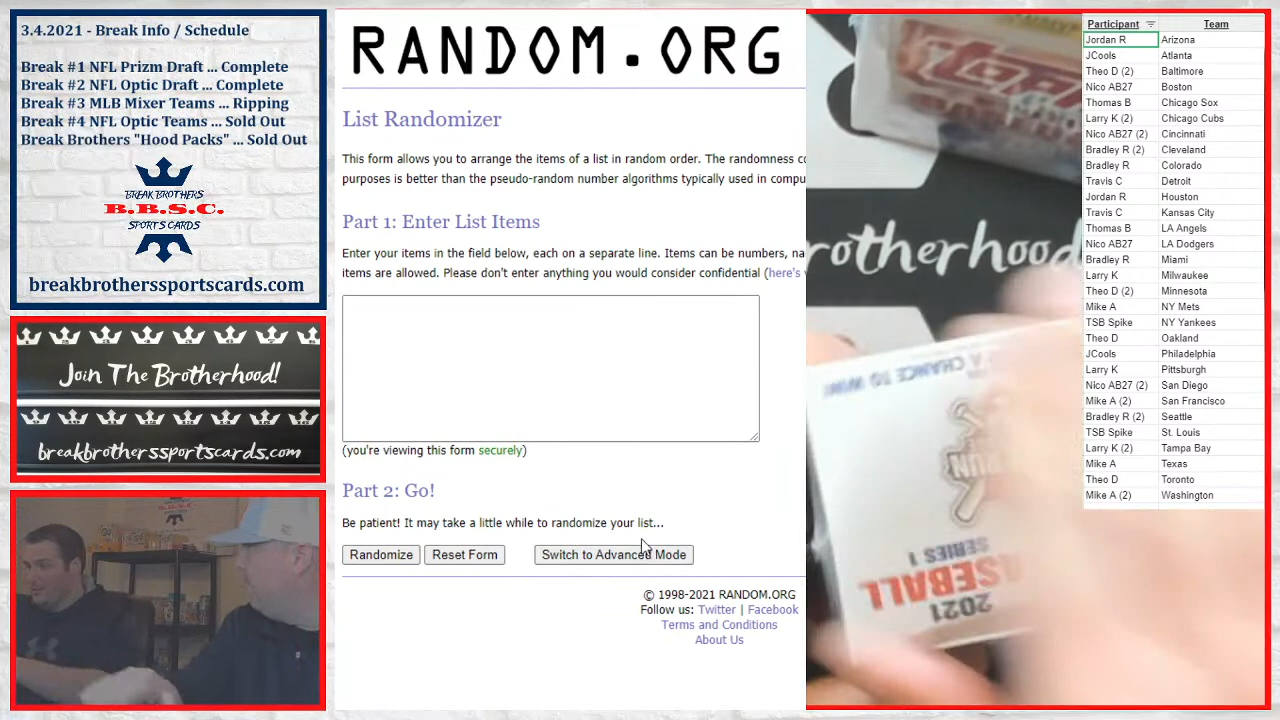 3.4.2021 - Break Info / Schedule
Break #1 NFL Prizm Draft ... Complete
Break #2 NFL Optic Draft ... Complete
Break #3 MLB Mixer Teams ... Ripping
Break #4 NFL Optic Teams ... Sold Out
Break Brothers "Hood Packs" ... Sold Out
BREAK BROTHERS
B.B.S.C.
SPORTS CARDS
breakbrotherssportscards.com
Join The Brotherhood!
breakbrotherssportscards.com
RANDOM.ORG
List Randomizer
This form allows you to arrange the items of a list in random order. The randomness co
purposes is better than the pseudo-random number algorithms typically used in compu
Part 1: Enter List Items
Enter your items in the field below, each on a separate line. Items can be numbers, na
items are allowed. Please don't enter anything you would consider confidential (here's
(you're viewing this form securely)
Part 2: Go!
Be patient! It may take a little while to randomize your list...
Randomize Reset Form Switch to Advanced Mode
© 1998-2021 RANDOM.ORG
Follow us: Twitter | Facebook
Terms and Conditions
About Us
rotherhood
A CHANCE TO WIN
SERIES 1
BASEBALL
2021
Participant Team
Jordan R Arizona
JCools Atlanta
Theo D (2) Baltimore
Nico AB27 Boston
Thomas B Chicago Sox
Larry K (2) Chicago Cubs
Nico AB27 (2) Cincinnati
Bradley R (2) Cleveland
Bradley R Colorado
Travis C Detroit
Jordan R Houston
Travis C Kansas City
Thomas B LA Angels
Nico AB27 LA Dodgers
Bradley R Miami
Larry K Milwaukee
Theo D (2) Minnesota
Mike A NY Mets
TSB Spike NY Yankees
Theo D Oakland
JCools Philadelphia
Larry K Pittsburgh
Nico AB27 (2) San Diego
Mike A (2) San Francisco
Bradley R (2) Seattle
TSB Spike St. Louis
Larry K (2) Tampa Bay
Mike A Texas
Theo D Toronto
Mike A (2) Washington